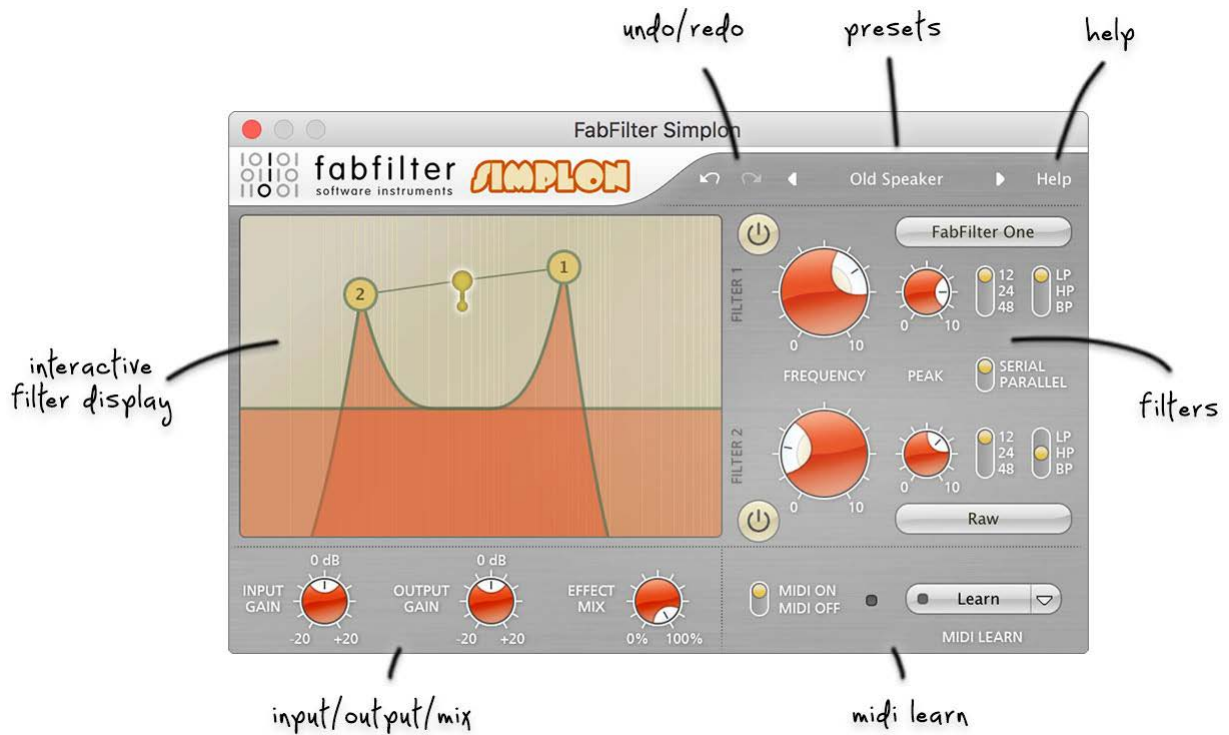 undo/redo
presets
help
FabFilter Simplon
fabfilter
software instruments
SIMPLON
Old Speaker
Help
FabFilter One
FILTER 1
2
1
12
24
48
LP
HP
BP
0
10
0
10
FREQUENCY
PEAK
SERIAL
PARALLEL
interactive
filter display
filters
FILTER 2
12
24
48
LP
HP
BP
0
10
0
10
Raw
INPUT
GAIN
0 dB
-20
+20
OUTPUT
GAIN
0 dB
-20
+20
EFFECT
MIX
0%
100%
MIDI ON
MIDI OFF
Learn
MIDI LEARN
input/output/mix
midi learn